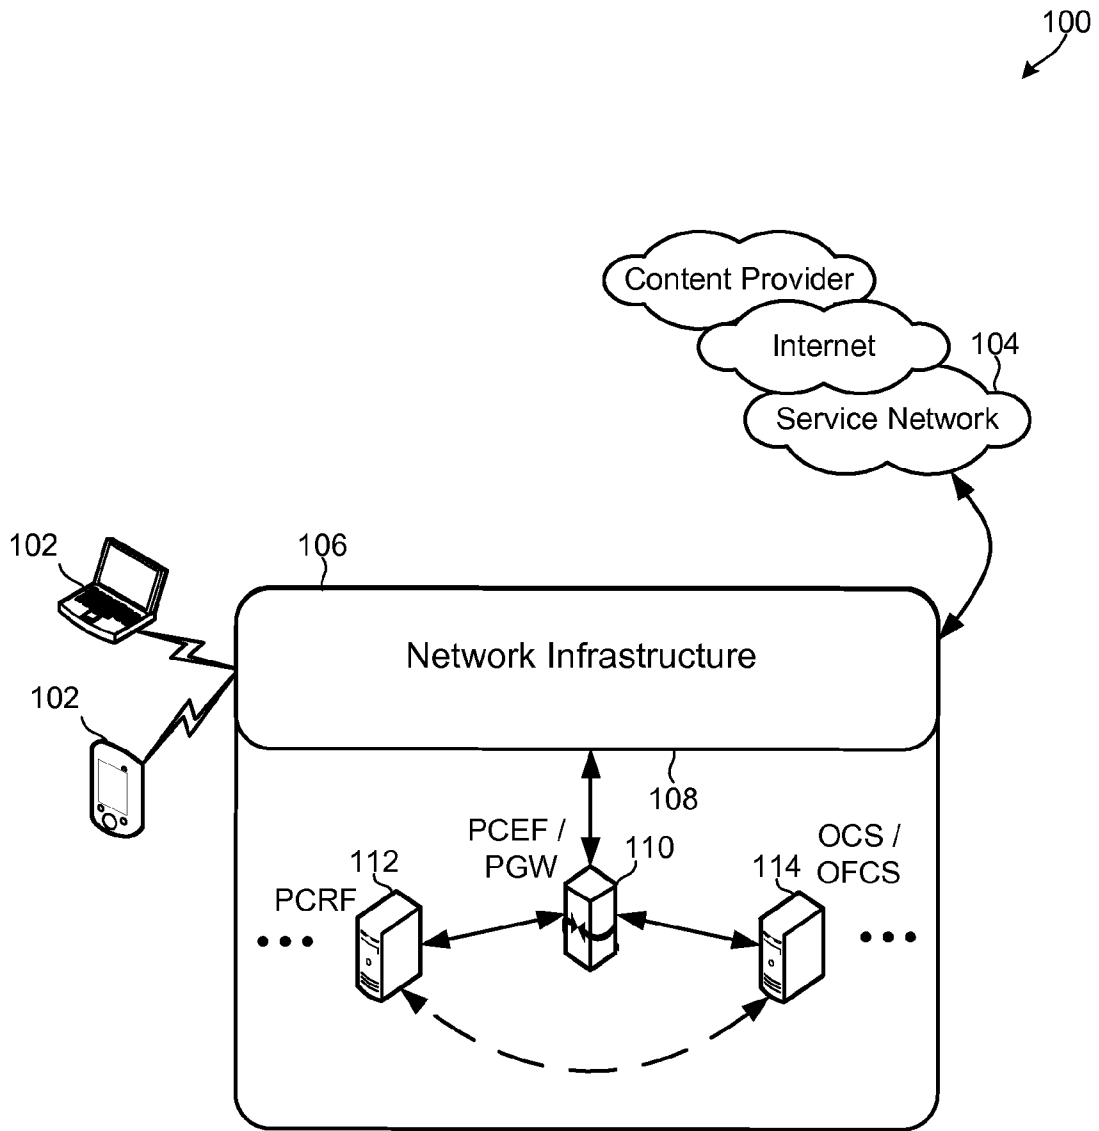 100
Content Provider
Internet
104
Service Network
102
106
Network Infrastructure
102
108
PCEF /
PGW
110
OCS /
OFCS
112
114
PCRF